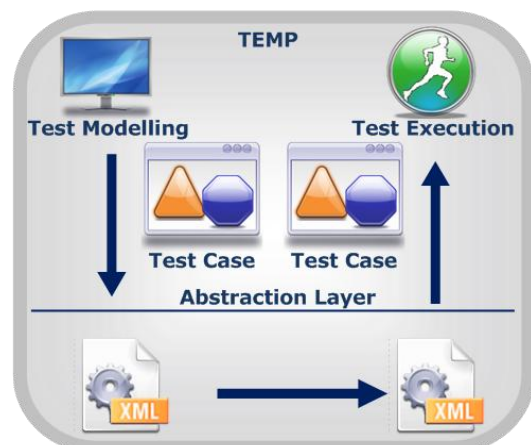 TEMP
Test Modelling
Test Execution
Test Case
Test Case
Abstraction Layer
XML
XML